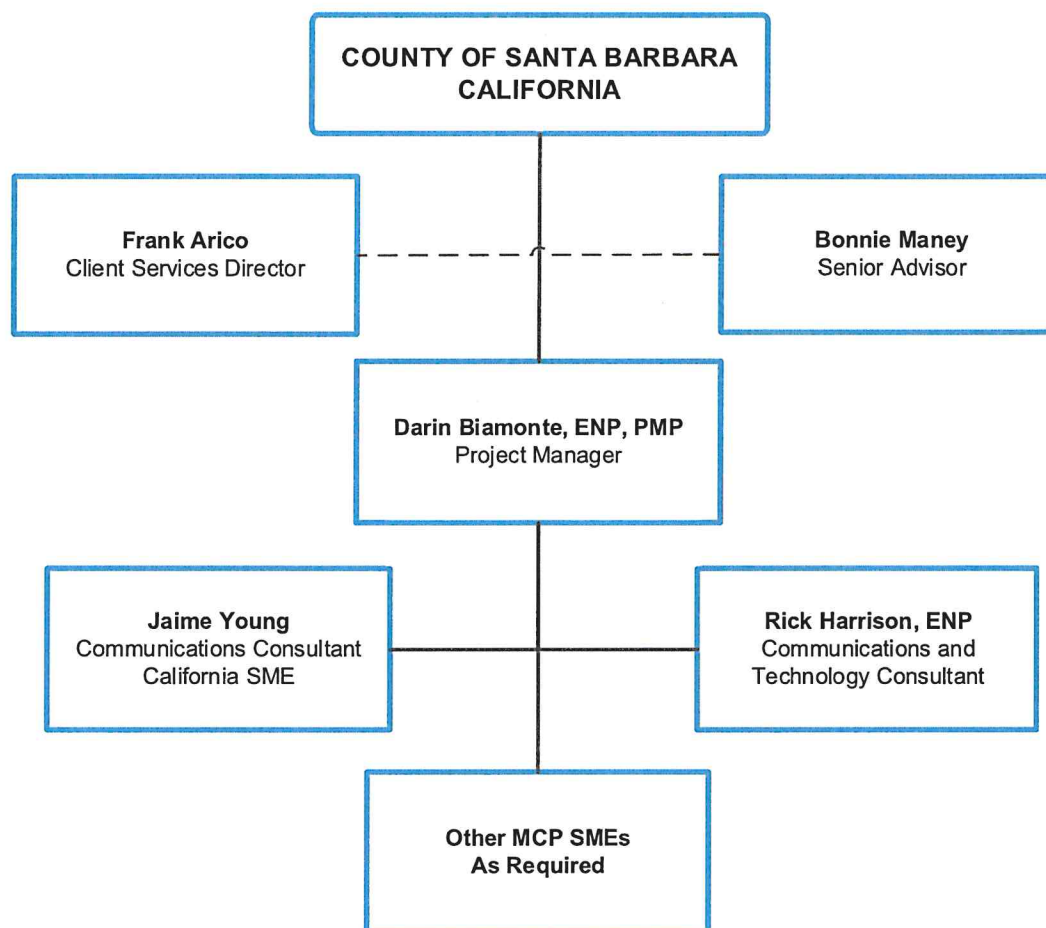 COUNTY OF SANTA BARBARA
CALIFORNIA
Frank Arico
Client Services Director
Bonnie Maney
Senior Advisor
Darin Biamonte, ENP, PMP
Project Manager
Jaime Young
Communications Consultant
California SME
Rick Harrison, ENP
Communications and
Technology Consultant
Other MCP SMEs
As Required